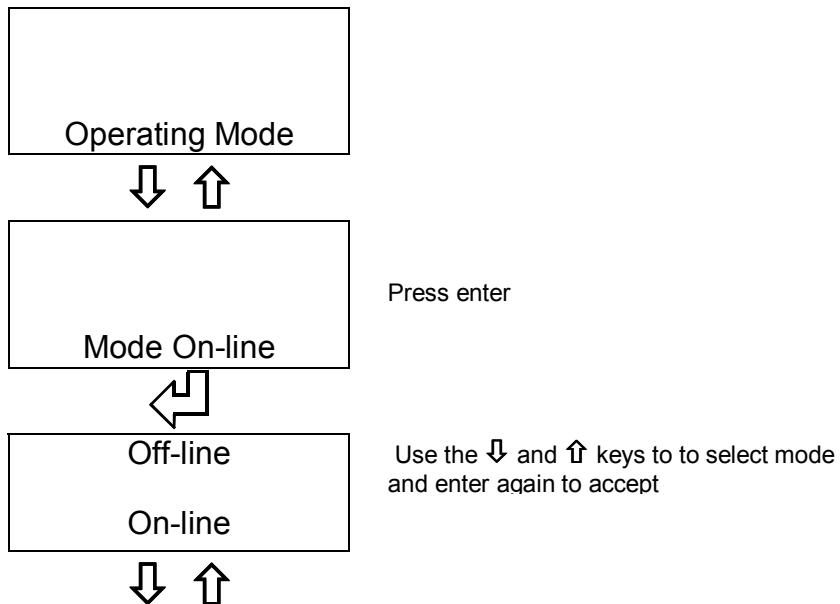 Operating Mode
⇩ ⇧
Mode On-line
Press enter
Off-line
On-line
Use the ⇩ and ⇧ keys to to select mode
and enter again to accept
⇩ ⇧